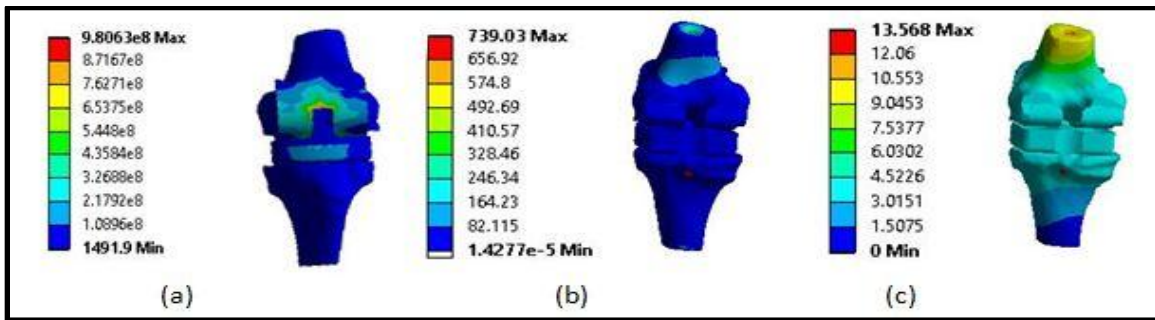 9.8063e8 Max
8.7167e8
7.6271e8
6.5375e8
5.448e8
4.3584e8
3.2688e8
2.1792e8
1.0896e8
1491.9 Min
(a)
739.03 Max
656.92
574.8
492.69
410.57
328.46
246.34
164.23
82.115
1.4277e-5 Min
(b)
13.568 Max
12.06
10.553
9.0453
7.5377
6.0302
4.5226
3.0151
1.5075
0 Min
(c)